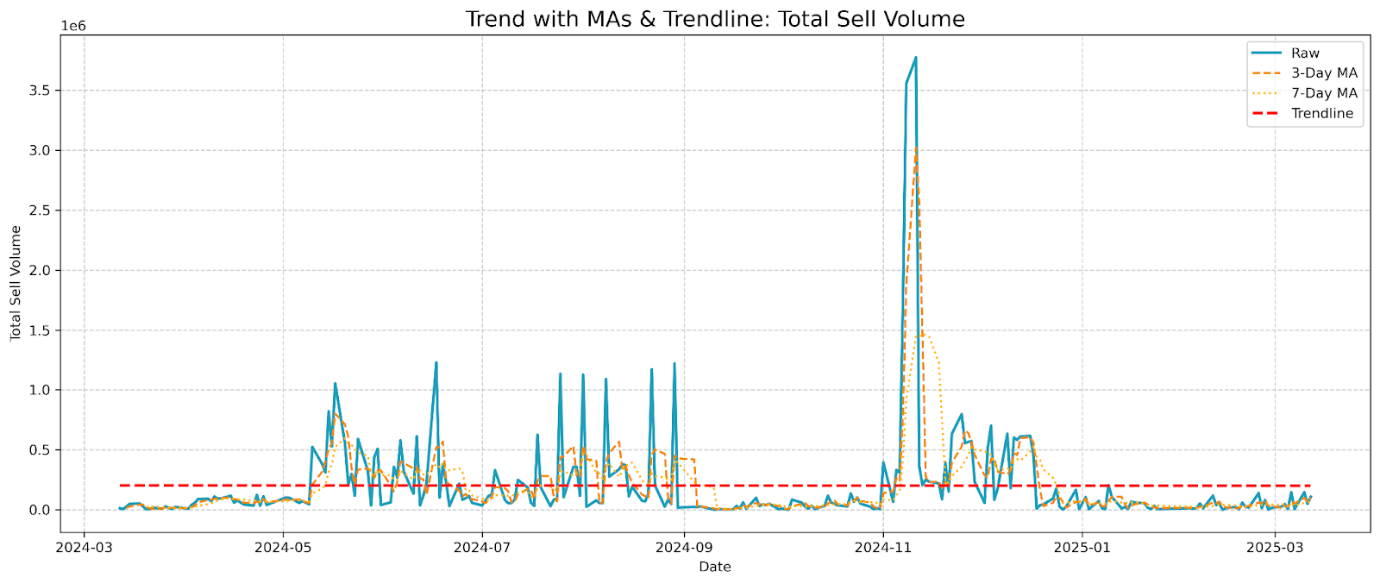 Trend with MAs & Trendline: Total Sell Volume
1e6
Raw
3-Day MA
7-Day MA
Trendline
3.5
3.0
2.5
2.0
1.5
1.0
0.5
0.0
Total Sell Volume
2024-03
2024-05
2024-07
2024-09
2024-11
2025-01
2025-03
Date